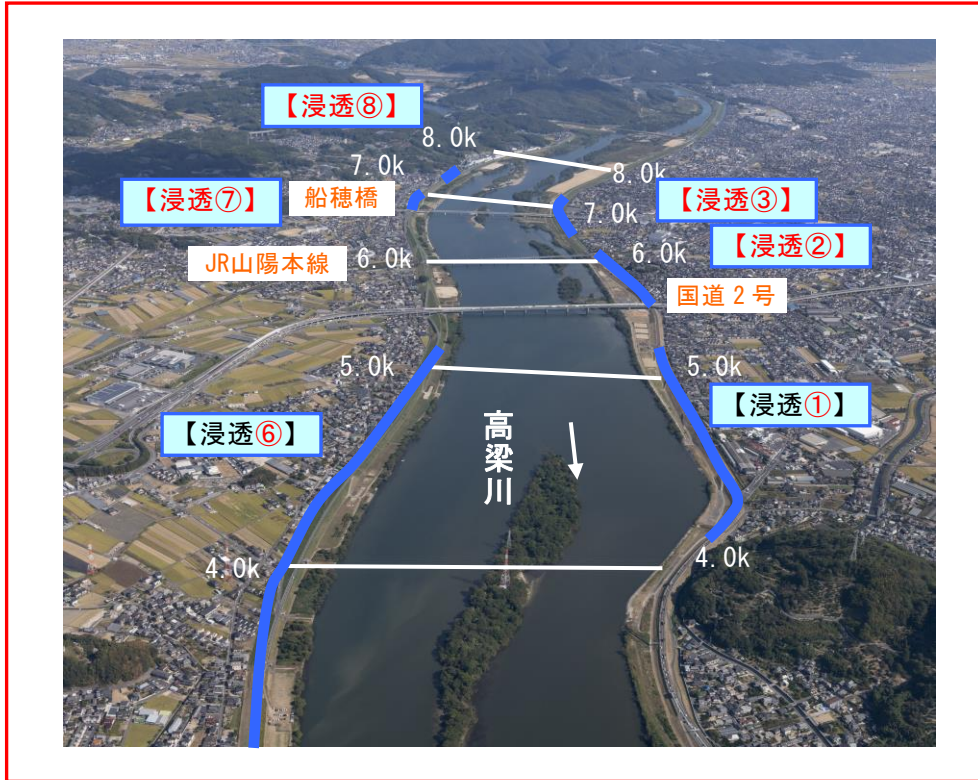 【浸透⑧】
8.0k
7.0k
8.0k
【浸透⑦】
船穂橋
【浸透③】
7.0k
【浸透②】
JR山陽本線
6.0k
6.0k
国道2号
5.0k
5.0k
【浸透①】
【浸透⑥】
高梁川
4.0k
4.0k